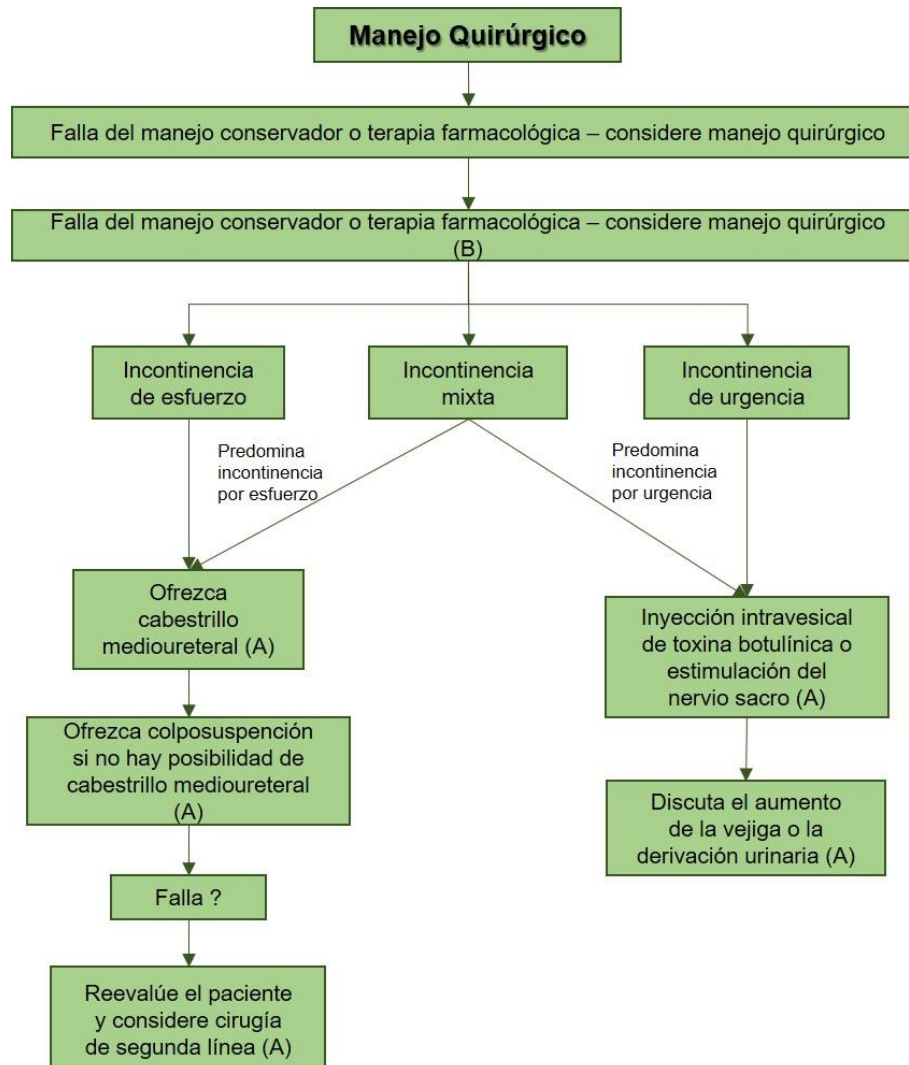 Manejo Quirúrgico
Falla del manejo conservador o terapia farmacológica – considere manejo quirúrgico
Falla del manejo conservador o terapia farmacológica – considere manejo quirúrgico
(B)
Incontinencia
de esfuerzo
Incontinencia
mixta
Incontinencia
de urgencia
Predomina
incontinencia
por esfuerzo
Predomina
incontinencia
por urgencia
Ofrezca
cabestrillo
medioureteral (A)
Inyección intravesical
de toxina botulínica o
estimulación del
nervio sacro (A)
Ofrezca colposuspención
si no hay posibilidad de
cabestrillo medioureteral
(A)
Discuta el aumento
de la vejiga o la
derivación urinaria (A)
Falla ?
Reevalúe el paciente
y considere cirugía
de segunda línea (A)